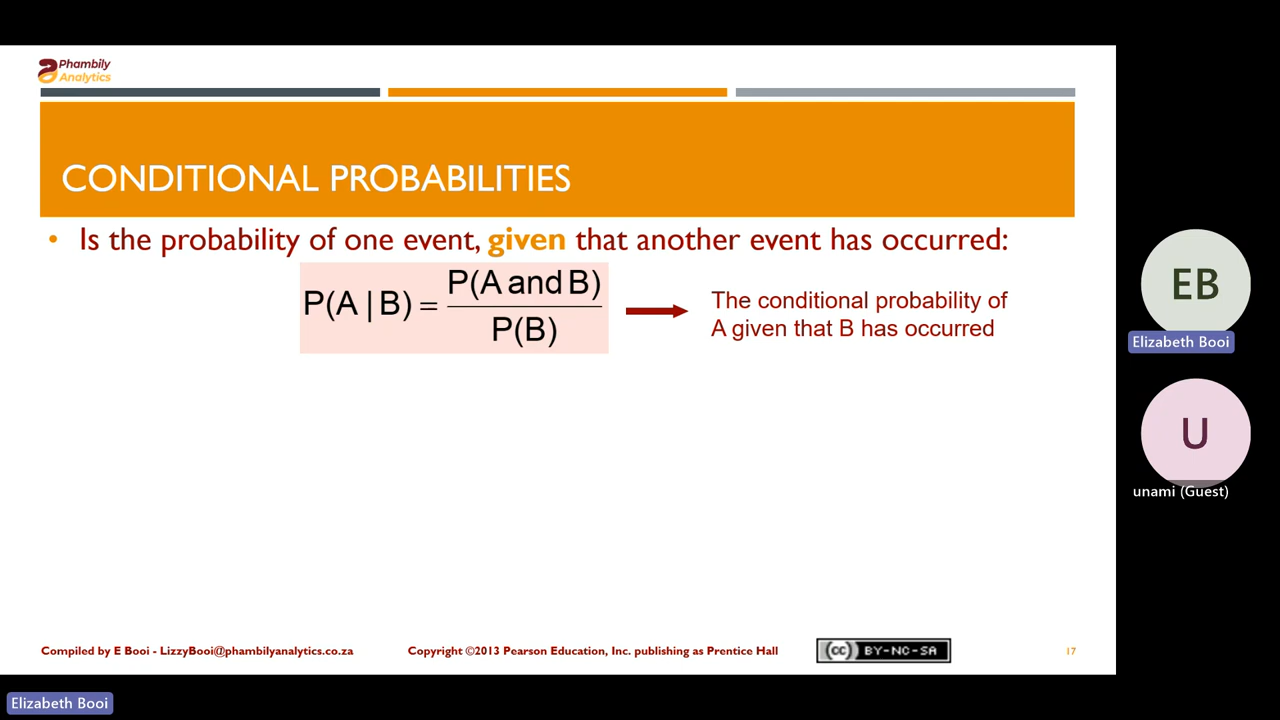 Phambily
Analytics
CONDITIONAL PROBABILITIES
• Is the probability of one event, given that another event has occurred:
P(A | B) = P(A and B) / P(B)
The conditional probability of
A given that B has occurred
EB
Elizabeth Booi
U
unami (Guest)
Compiled by E Booi - LizzyBooi@phambilyanalytics.co.za
Copyright ©2013 Pearson Education, Inc. publishing as Prentice Hall
cc BY-NC-SA
17
Elizabeth Booi